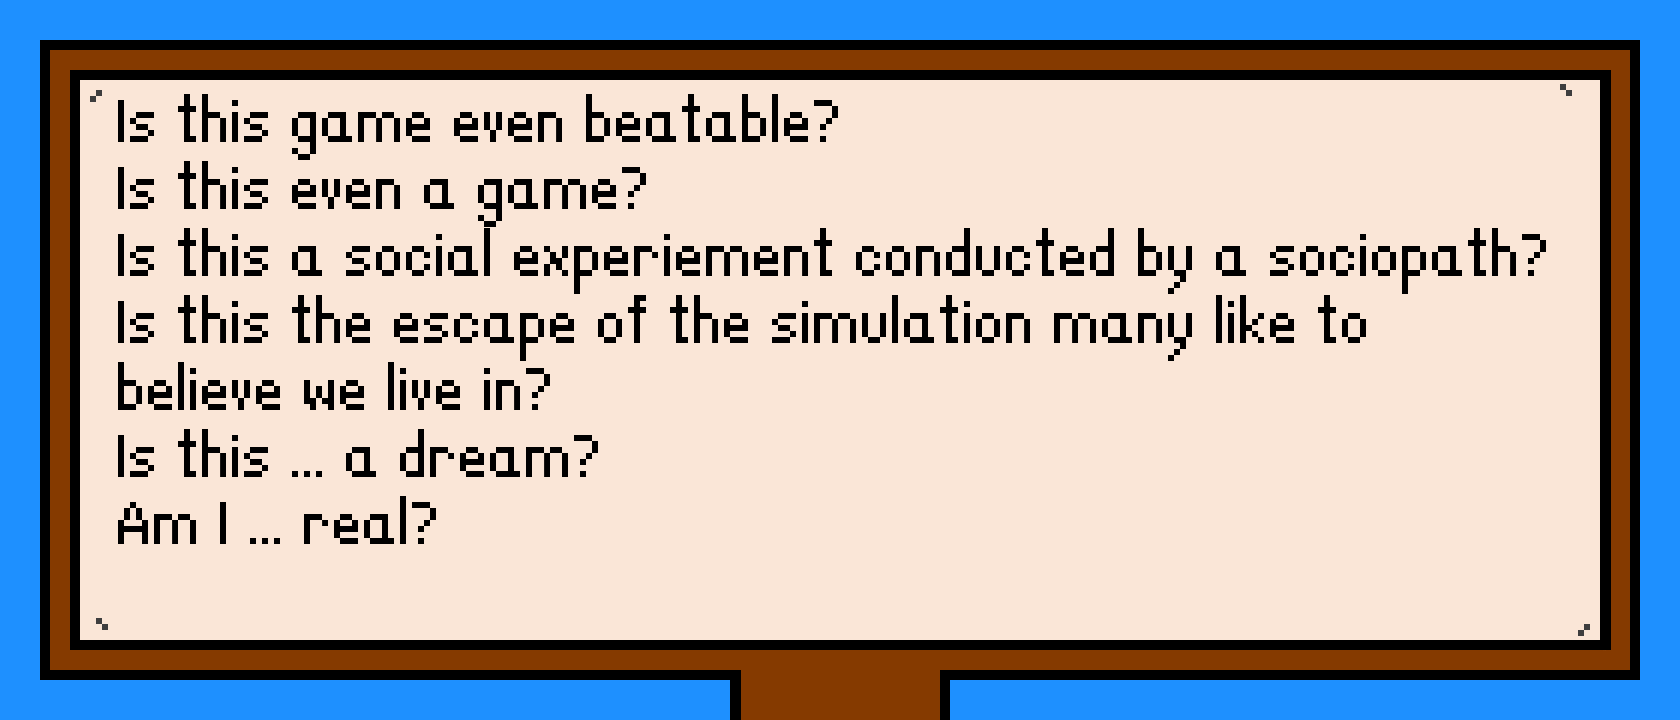 Is this game even beatable?
Is this even a game?
Is this a social experiement conducted by a sociopath?
Is this the escape of the simulation many like to
believe we live in?
Is this ... a dream?
Am I ... real?